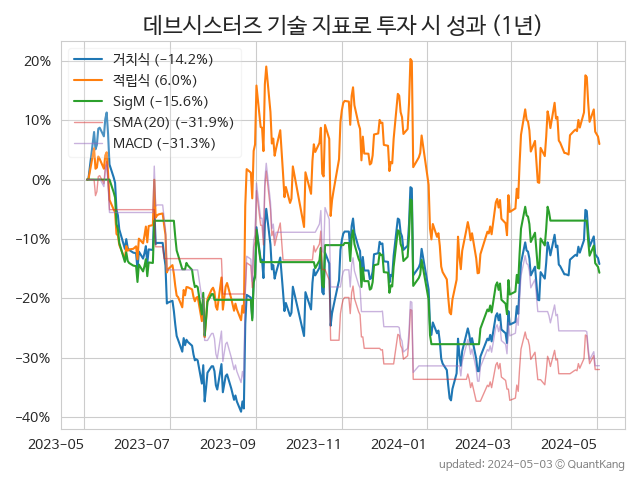 데브시스터즈 기술 지표로 투자 시 성과 (1년)
거치식 (−14.2%)
적립식 (6.0%)
SigM (−15.6%)
SMA(20) (−31.9%)
MACD (−31.3%)
20%
10%
0%
−10%
−20%
−30%
−40%
2023-05 2023-07 2023-09 2023-11 2024-01 2024-03 2024-05
updated: 2024-05-03 ⓒ QuantKang